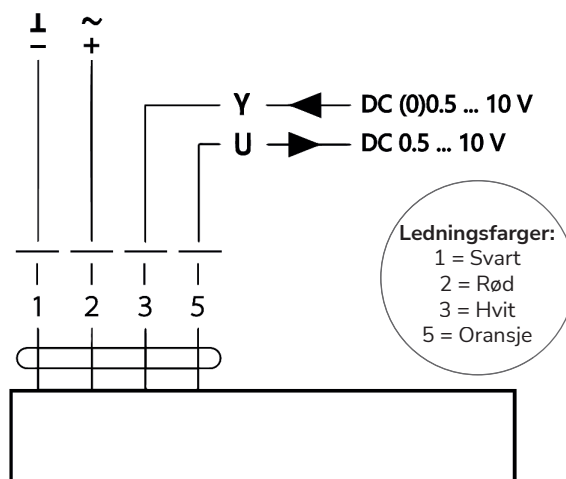 ⊥ ~
− +
Y DC (0)0.5 ... 10 V
U DC 0.5 ... 10 V
Ledningsfarger:
1 = Svart
2 = Rød
3 = Hvit
5 = Oransje
1 2 3 5